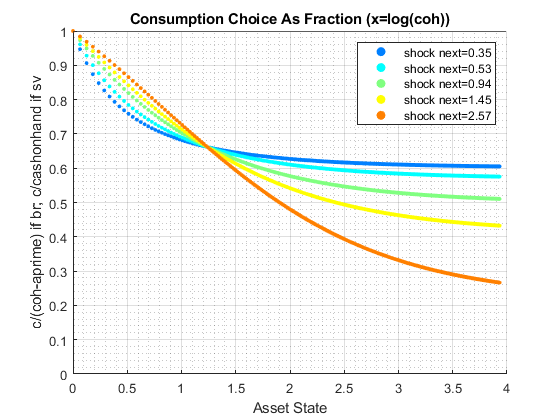 Consumption Choice As Fraction (x=log(coh))
c/(coh-aprime) if br, c/cashonhand if sv
1
0.9
0.8
0.7
0.6
0.5
0.4
0.3
0.2
0.1
0
shock next=0.35
shock next=0.53
shock next=0.94
shock next=1.45
shock next=2.57
0 0.5 1 1.5 2 2.5 3 3.5 4
Asset State